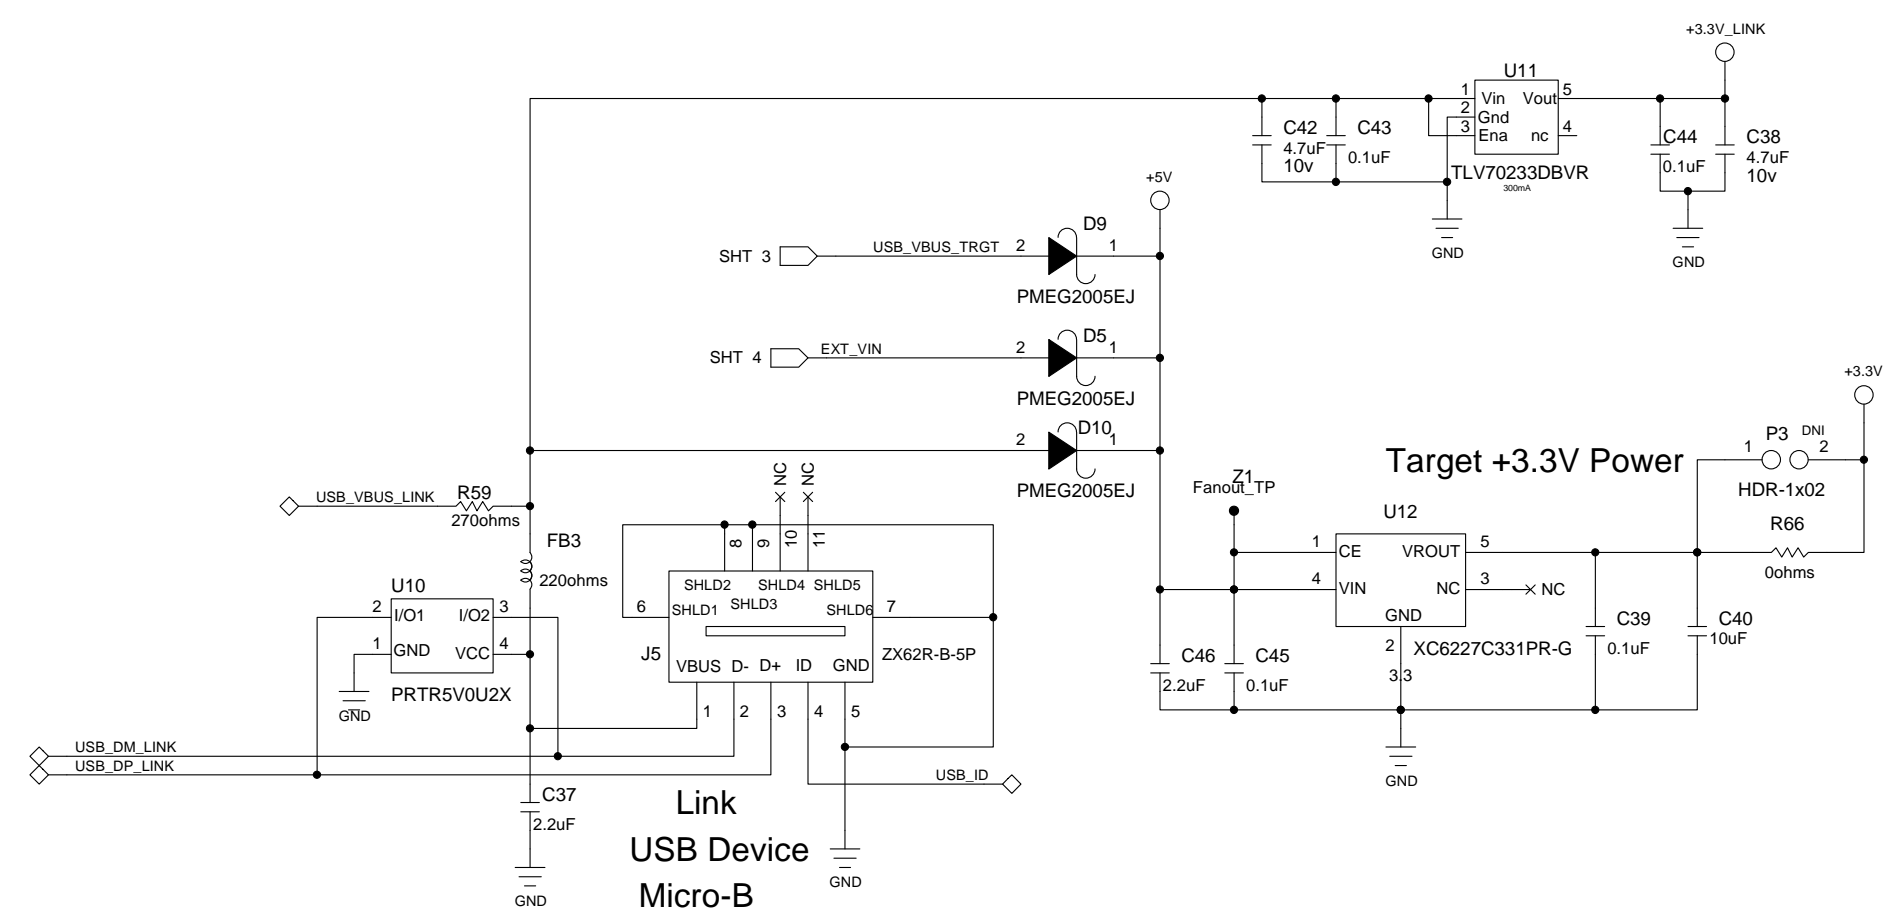 +3.3V_LINK
U11
1 Vin Vout 5
2 Gnd
3 Ena nc 4
TLV70233DBVR
300mA
C42
4.7uF
10v
C43
0.1uF
C44
0.1uF
C38
4.7uF
10v
GND
GND
+5V
D9
SHT 3 USB_VBUS_TRGT 2 1
PMEG2005EJ
D5
SHT 4 EXT_VIN 2 1
PMEG2005EJ
D10
2 1
PMEG2005EJ
+3.3V
Target +3.3V Power
P3 DNI
1 2
HDR-1x02
R66
0ohms
Z1
Fanout_TP
U12
1 CE VROUT 5
4 VIN NC 3 NC
GND
2
3.3
XC6227C331PR-G
C46
2.2uF
C45
0.1uF
C39
0.1uF
C40
10uF
GND
USB_VBUS_LINK R59
270ohms
FB3
220ohms
U10
2 I/O1 I/O2 3
1 GND VCC 4
PRTR5V0U2X
GND
NC NC
8 9 10 11
SHLD2 SHLD4 SHLD5
6 SHLD1 SHLD3 SHLD6 7
J5 ZX62R-B-5P
VBUS D- D+ ID GND
1 2 3 4 5
USB_DM_LINK
USB_DP_LINK
USB_ID
C37
2.2uF
GND
GND
Link
USB Device
Micro-B